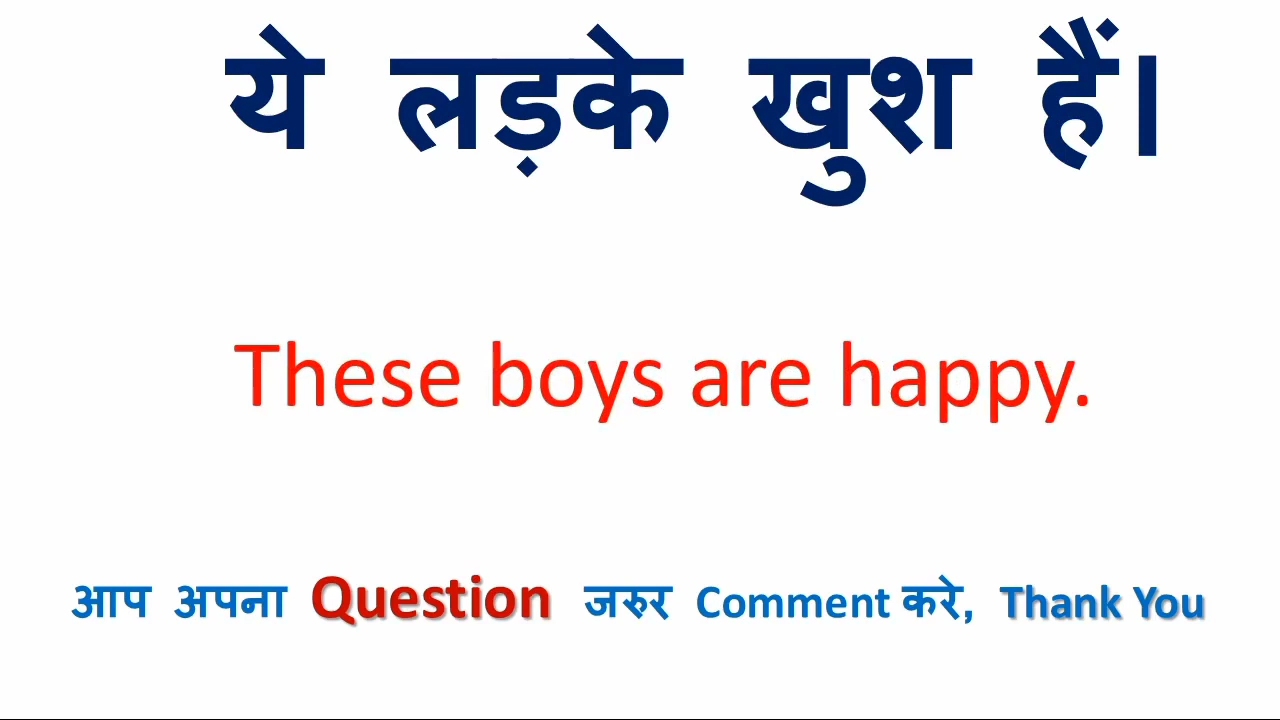 ये लड़के खुश हैं।
These boys are happy.
आप अपना Question जरुर Comment करे, Thank You